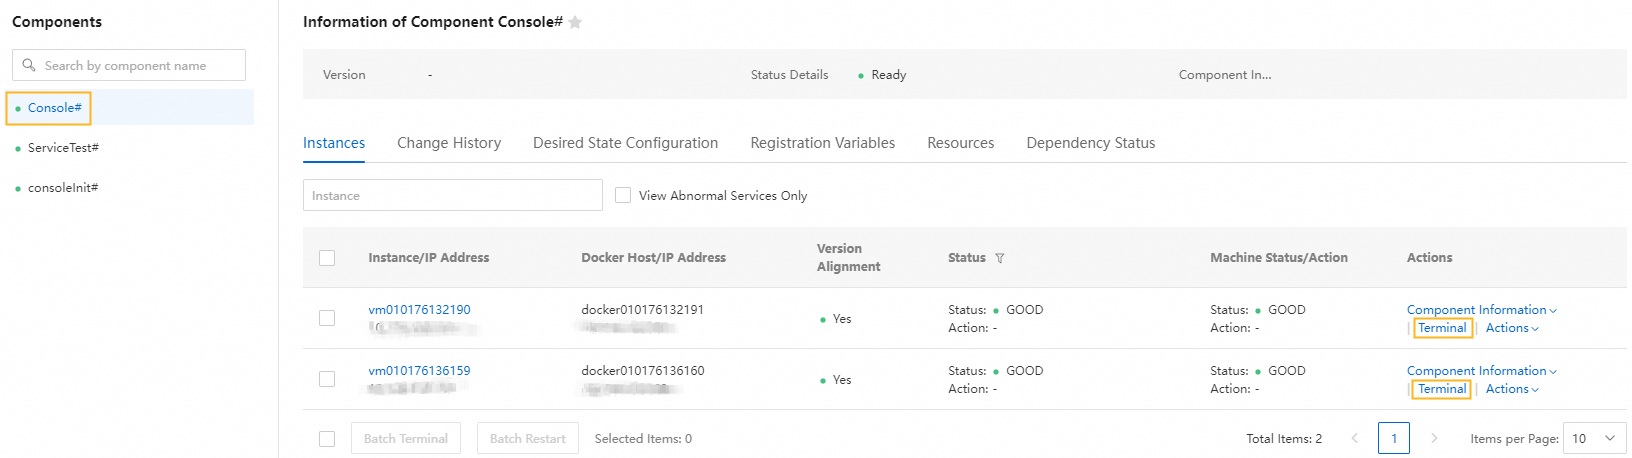 Components
Search by component name
Console#
ServiceTest#
consoleInit#
Information of Component Console#
Version -
Status Details Ready
Component In...
Instances Change History Desired State Configuration Registration Variables Resources Dependency Status
Instance View Abnormal Services Only
Instance/IP Address Docker Host/IP Address Version Alignment Status Machine Status/Action Actions
vm010176132190 docker010176132191 Yes Status: GOOD Status: GOOD Component Information
Action: - Action: - | Terminal | Actions
vm010176136159 docker010176136160 Yes Status: GOOD Status: GOOD Component Information
Action: - Action: - | Terminal | Actions
Batch Terminal Batch Restart Selected Items: 0 Total Items: 2 < 1 > Items per Page: 10